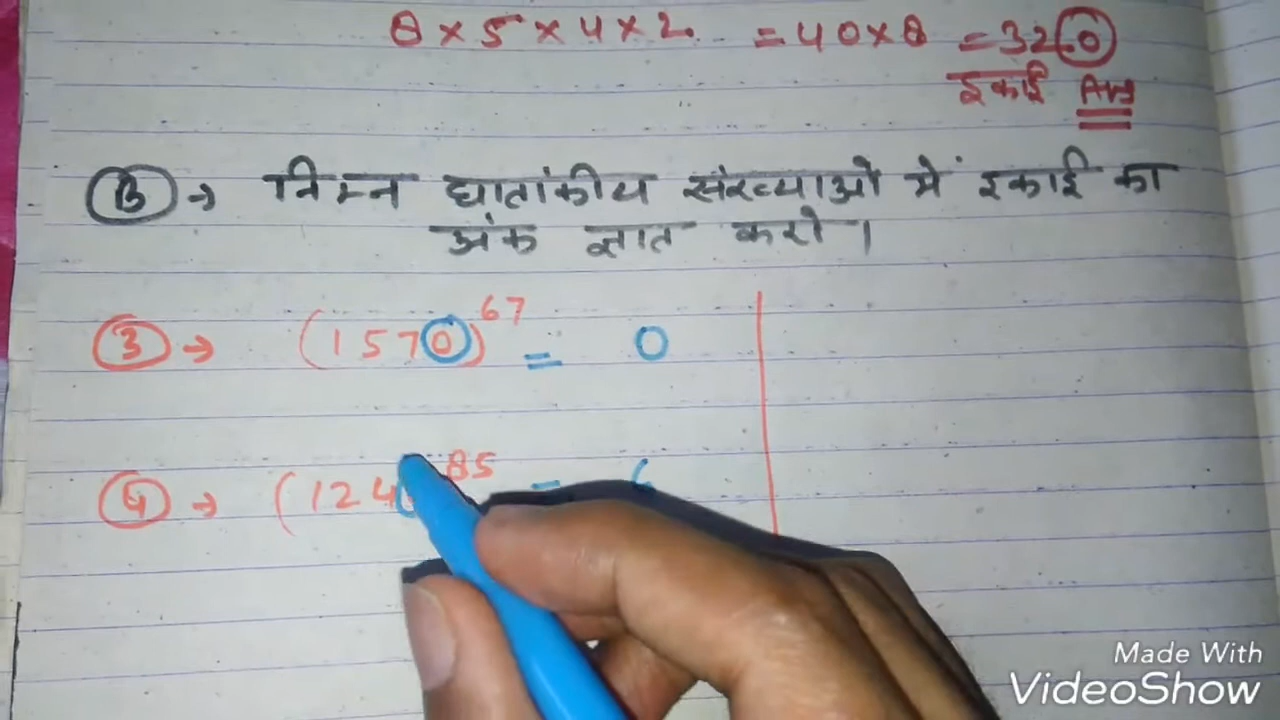 8 × 5 × 4 × 2 = 40 × 8 = 320
इकाई Ans
B → निम्न घातांकीय संख्याओं में इकाई का
अंक ज्ञात करो।
3 → (1570)^67 = 0
4 → (124 85 =
Made With
VideoShow